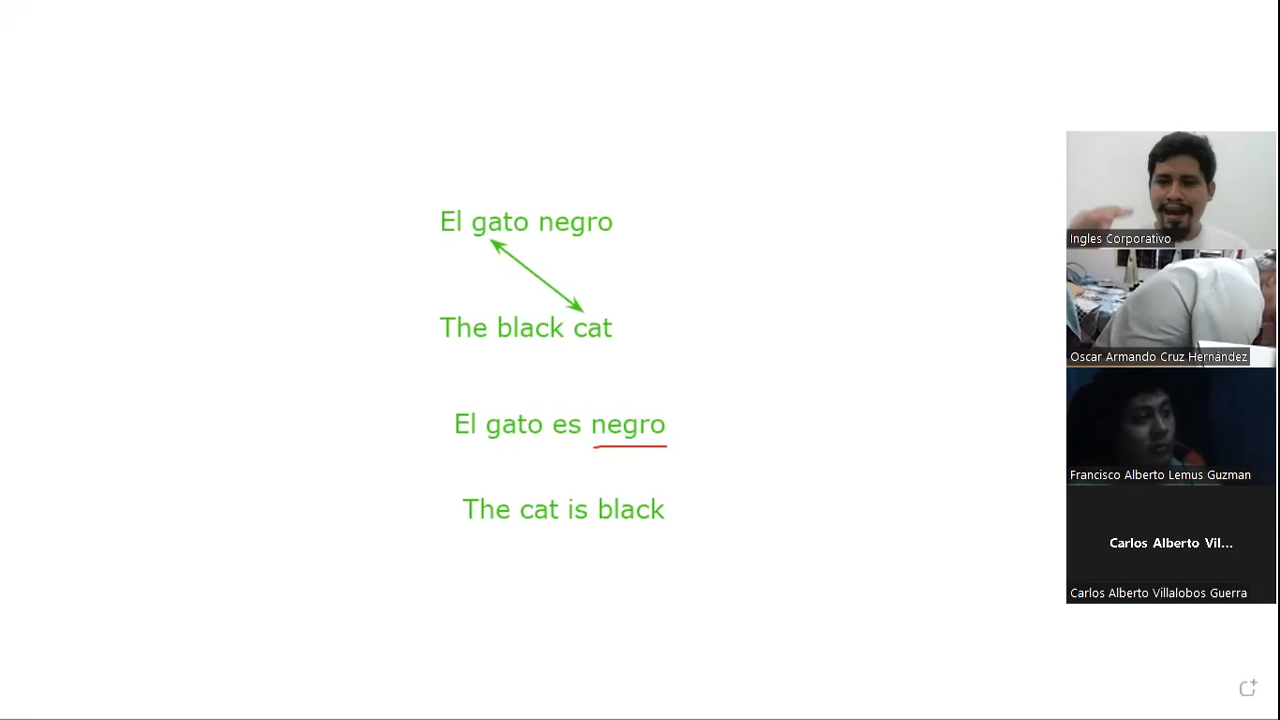 El gato negro
The black cat
El gato es negro
The cat is black
Ingles Corporativo
Oscar Armando Cruz Hernández
Francisco Alberto Lemus Guzman
Carlos Alberto Vil...
Carlos Alberto Villalobos Guerra